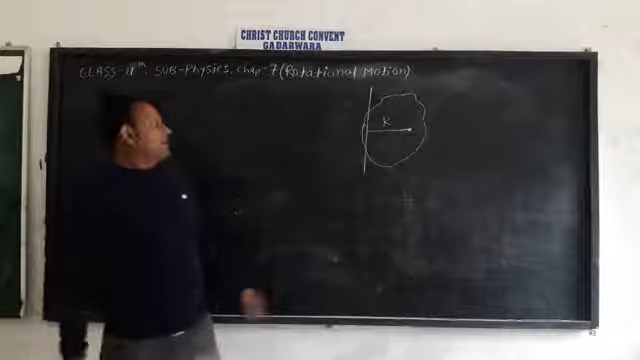 CHRIST CHURCH CONVENT
GADARWARA
CLASS-11th. SUB-Physics. chap-7 (Rotational Motion)
K